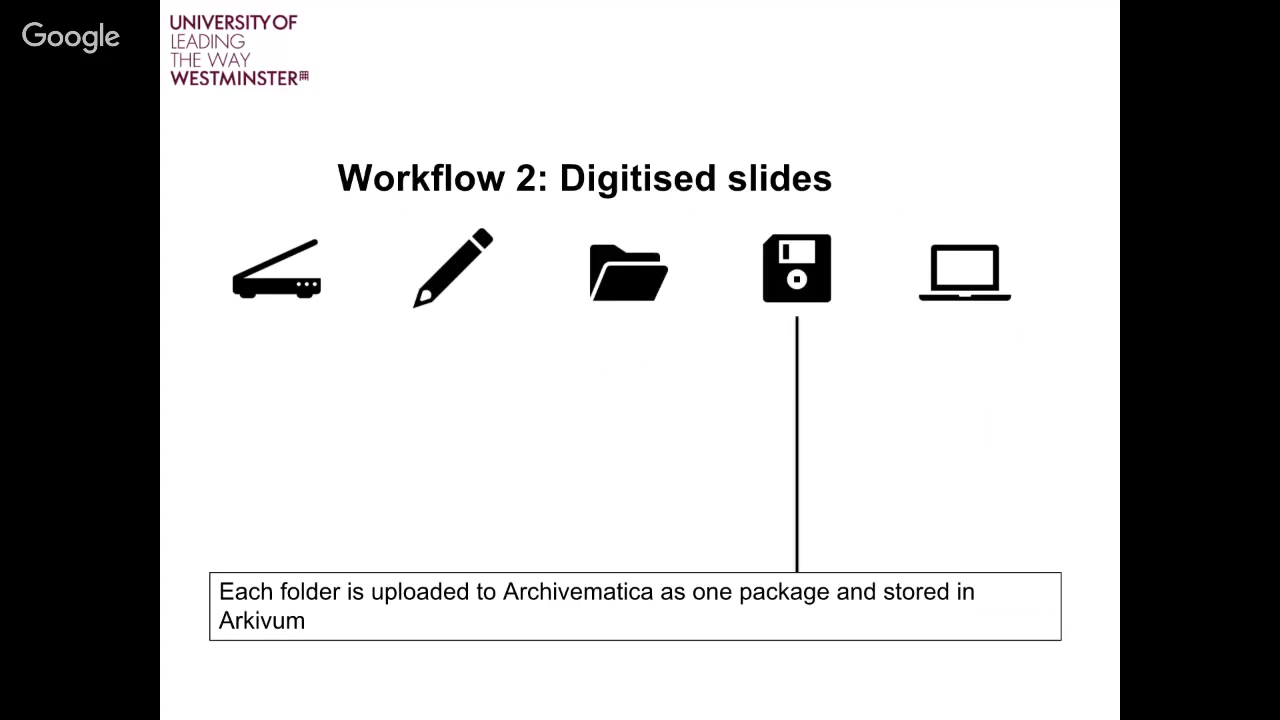 Google
UNIVERSITY OF
LEADING
THE WAY
WESTMINSTER
Workflow 2: Digitised slides
Each folder is uploaded to Archivematica as one package and stored in
Arkivum